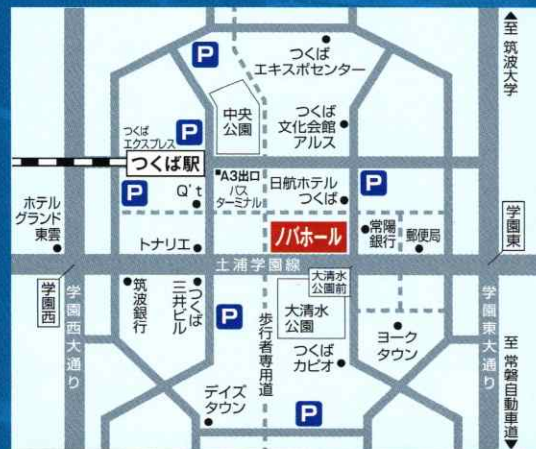 至 筑波大学
つくば
エキスポセンター
P
中央
公園
つくば
文化会館
アルス
つくば
エクスプレス
P
つくば駅
A3出口
バス
ターミナル
日航ホテル
つくば
P
P
Q't
ホテル
グランド
東雲
トナリエ
ノバホール
常陽
銀行
郵便局
学園東
土浦学園線
学園西
大清水
公園前
筑波
銀行
つくば
三井ビル
P
歩行者専用道
大清水
公園
ヨーク
タウン
つくば
カピオ
デイズ
タウン
P
学園西大通り
学園東大通り
至 常磐自動車道